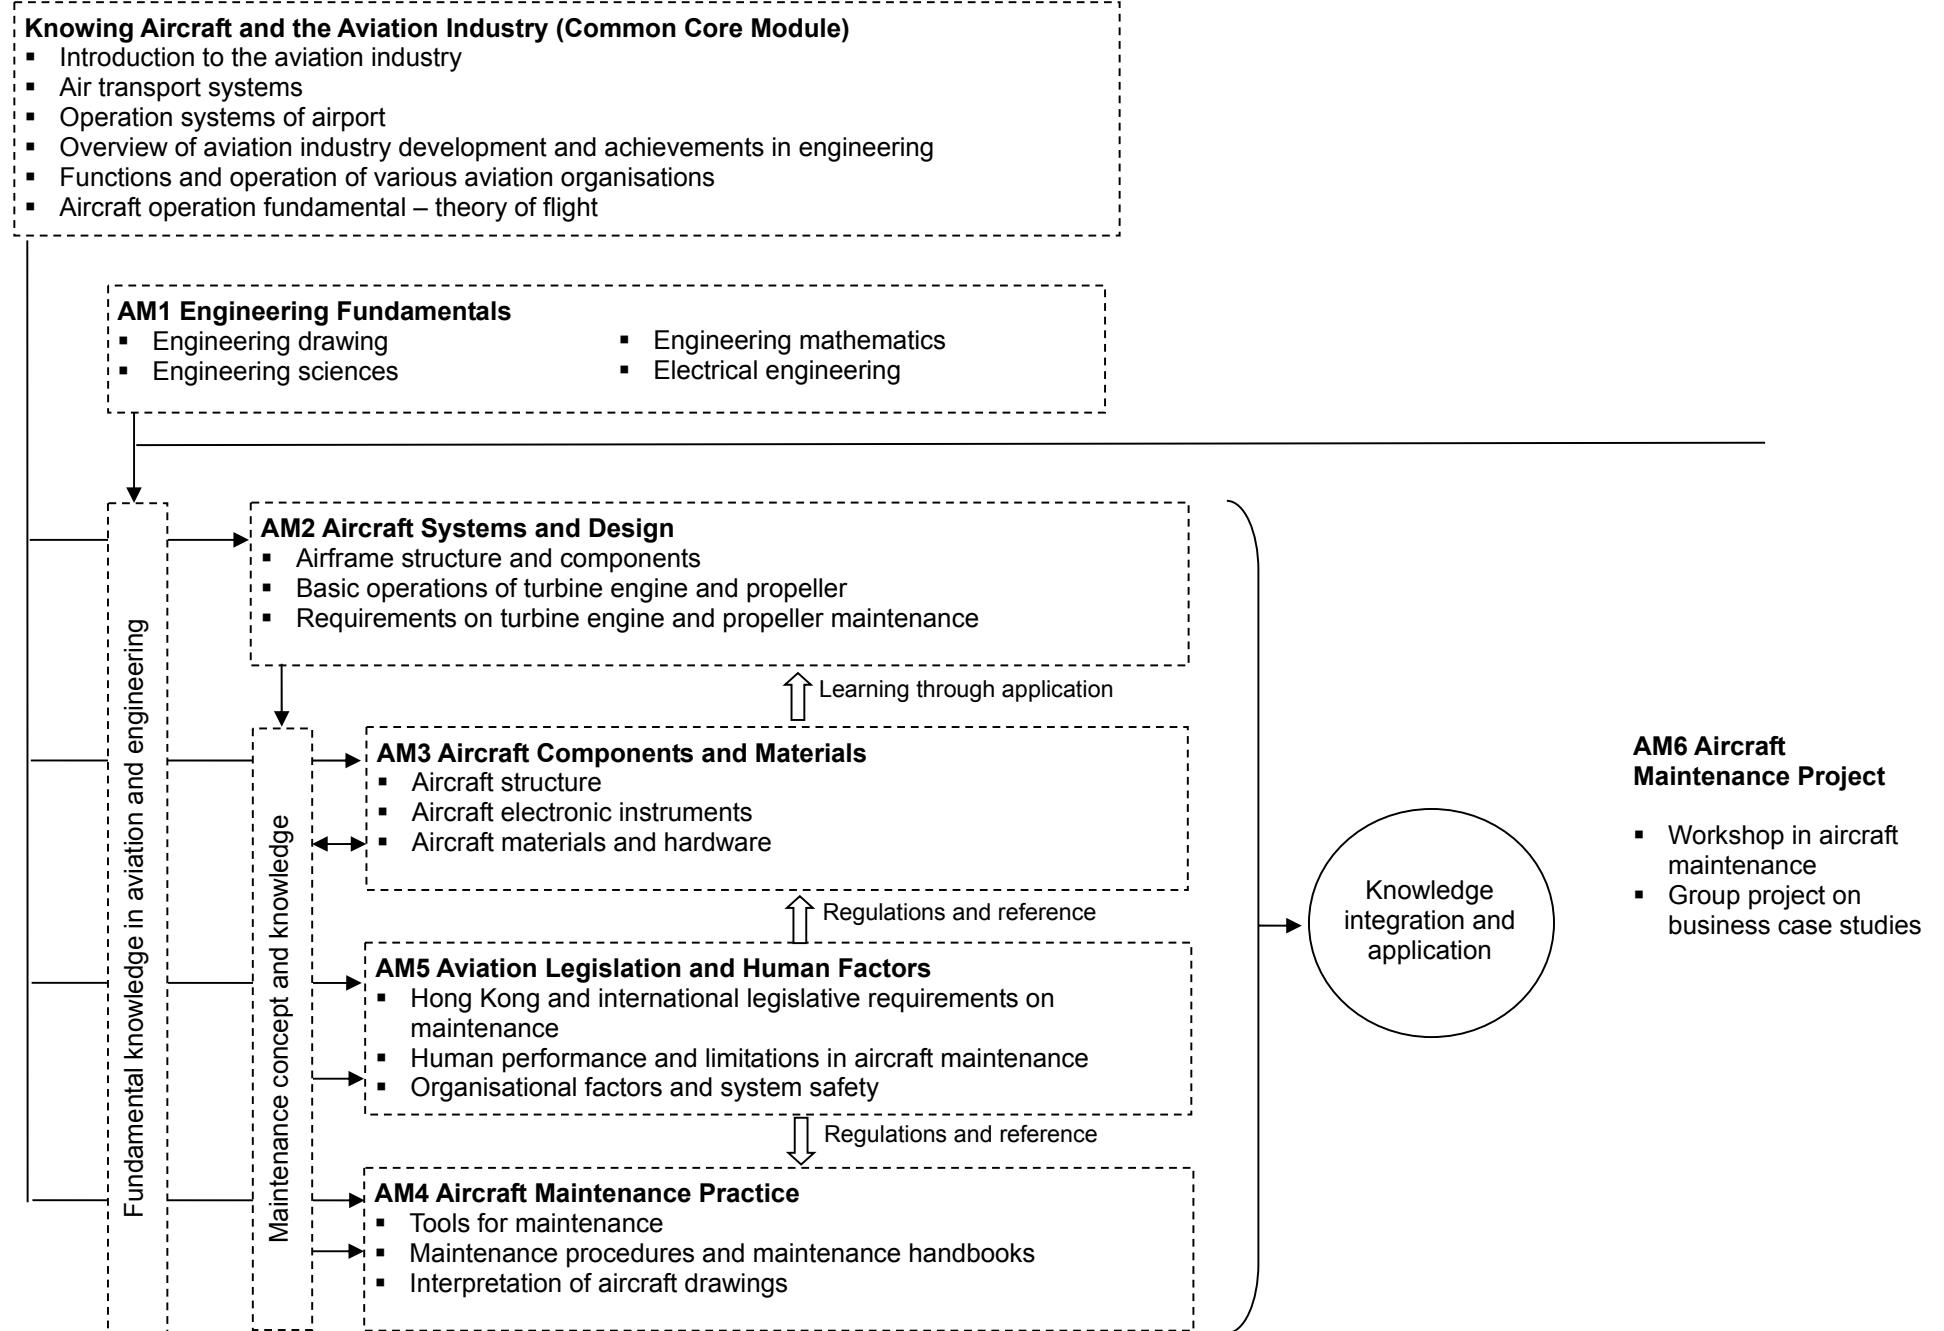 Knowing Aircraft and the Aviation Industry (Common Core Module)
▪ Introduction to the aviation industry
▪ Air transport systems
▪ Operation systems of airport
▪ Overview of aviation industry development and achievements in engineering
▪ Functions and operation of various aviation organisations
▪ Aircraft operation fundamental – theory of flight
AM1 Engineering Fundamentals
▪ Engineering drawing
▪ Engineering sciences
▪ Engineering mathematics
▪ Electrical engineering
Fundamental knowledge in aviation and engineering
AM2 Aircraft Systems and Design
▪ Airframe structure and components
▪ Basic operations of turbine engine and propeller
▪ Requirements on turbine engine and propeller maintenance
Learning through application
Maintenance concept and knowledge
AM3 Aircraft Components and Materials
▪ Aircraft structure
▪ Aircraft electronic instruments
▪ Aircraft materials and hardware
Regulations and reference
AM5 Aviation Legislation and Human Factors
▪ Hong Kong and international legislative requirements on
maintenance
▪ Human performance and limitations in aircraft maintenance
▪ Organisational factors and system safety
Regulations and reference
AM4 Aircraft Maintenance Practice
▪ Tools for maintenance
▪ Maintenance procedures and maintenance handbooks
▪ Interpretation of aircraft drawings
Knowledge
integration and
application
AM6 Aircraft
Maintenance Project
▪ Workshop in aircraft
maintenance
▪ Group project on
business case studies